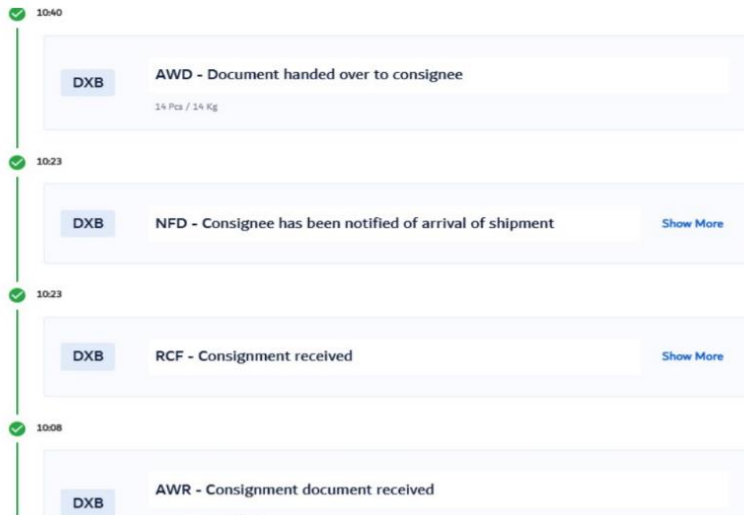 10:40
DXB
AWD - Document handed over to consignee
14 Pcs / 14 Kg
10:23
DXB
NFD - Consignee has been notified of arrival of shipment
Show More
10:23
DXB
RCF - Consignment received
Show More
10:08
DXB
AWR - Consignment document received